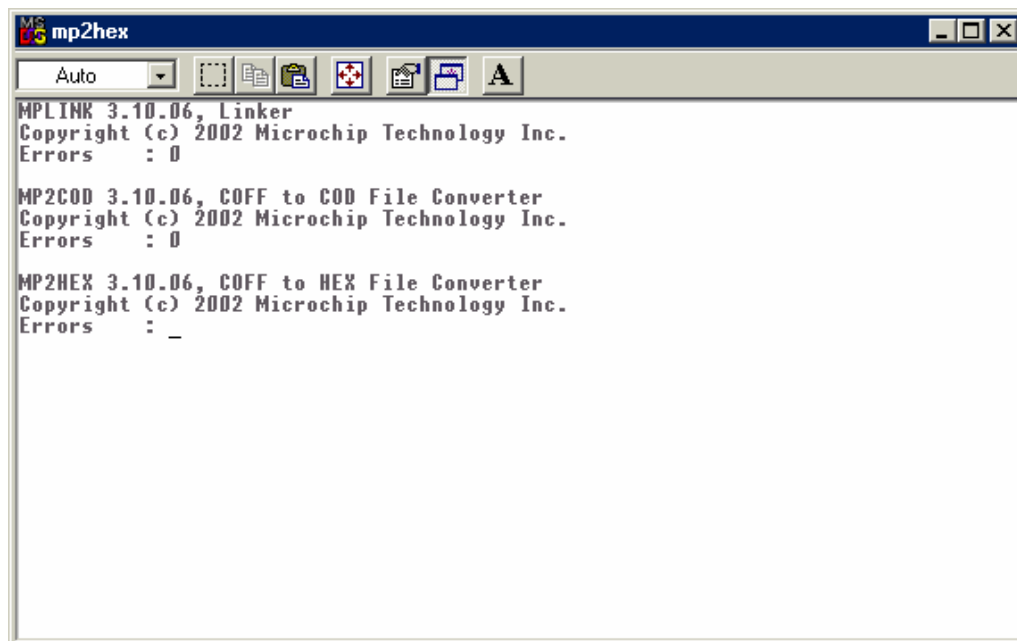 mp2hex
Auto
A
MPLINK 3.10.06, Linker
Copyright (c) 2002 Microchip Technology Inc.
Errors    : 0
MP2COD 3.10.06, COFF to COD File Converter
Copyright (c) 2002 Microchip Technology Inc.
Errors    : 0
MP2HEX 3.10.06, COFF to HEX File Converter
Copyright (c) 2002 Microchip Technology Inc.
Errors    : _